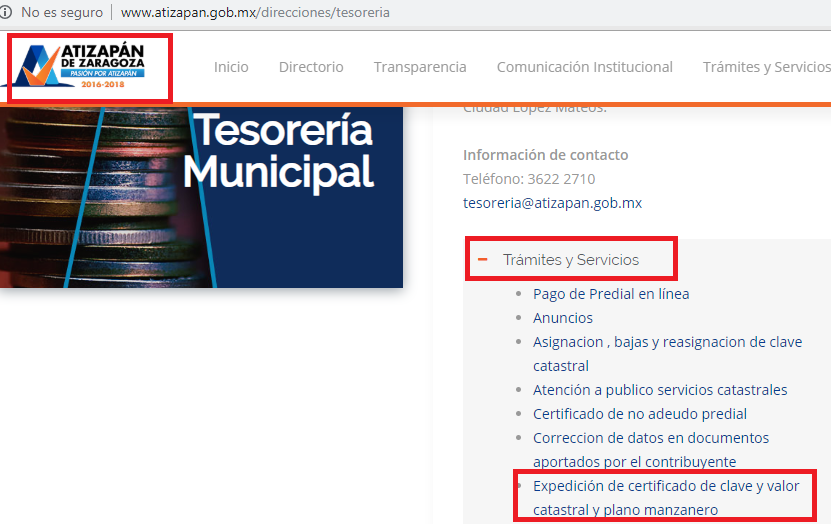 No es seguro | www.atizapan.gob.mx/direcciones/tesoreria
ATIZAPÁN
DE ZARAGOZA
PASIÓN POR ATIZAPÁN
2016-2018
Inicio Directorio Transparencia Comunicación Institucional Trámites y Servicios
Tesorería
Municipal
Ciudad López Mateos.
Información de contacto
Teléfono: 3622 2710
tesoreria@atizapan.gob.mx
Trámites y Servicios
Pago de Predial en línea
Anuncios
Asignacion , bajas y reasignacion de clave
catastral
Atención a publico servicios catastrales
Certificado de no adeudo predial
Correccion de datos en documentos
aportados por el contribuyente
Expedición de certificado de clave y valor
catastral y plano manzanero